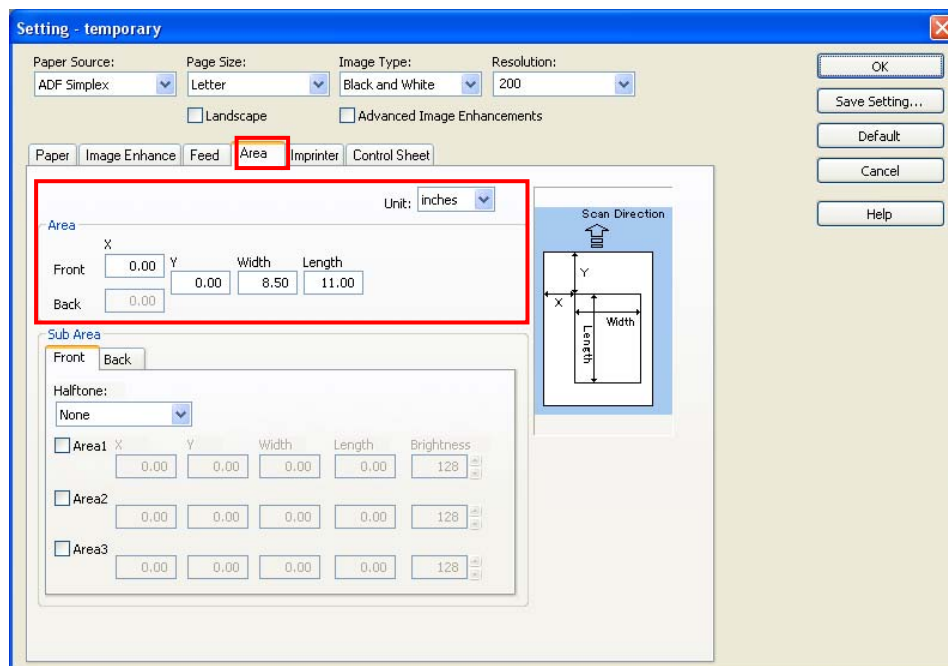 Setting - temporary
Paper Source: Page Size: Image Type: Resolution:
ADF Simplex Letter Black and White 200
Landscape Advanced Image Enhancements
OK
Save Setting...
Default
Cancel
Help
Paper Image Enhance Feed Area Imprinter Control Sheet
Unit: inches
Area
X
Y Width Length
Front 0.00
0.00 8.50 11.00
Back 0.00
Scan Direction
Y
X
Width
Length
Sub Area
Front Back
Halftone:
None
Area1 X Y Width Length Brightness
0.00 0.00 0.00 0.00 128
Area2
0.00 0.00 0.00 0.00 128
Area3
0.00 0.00 0.00 0.00 128